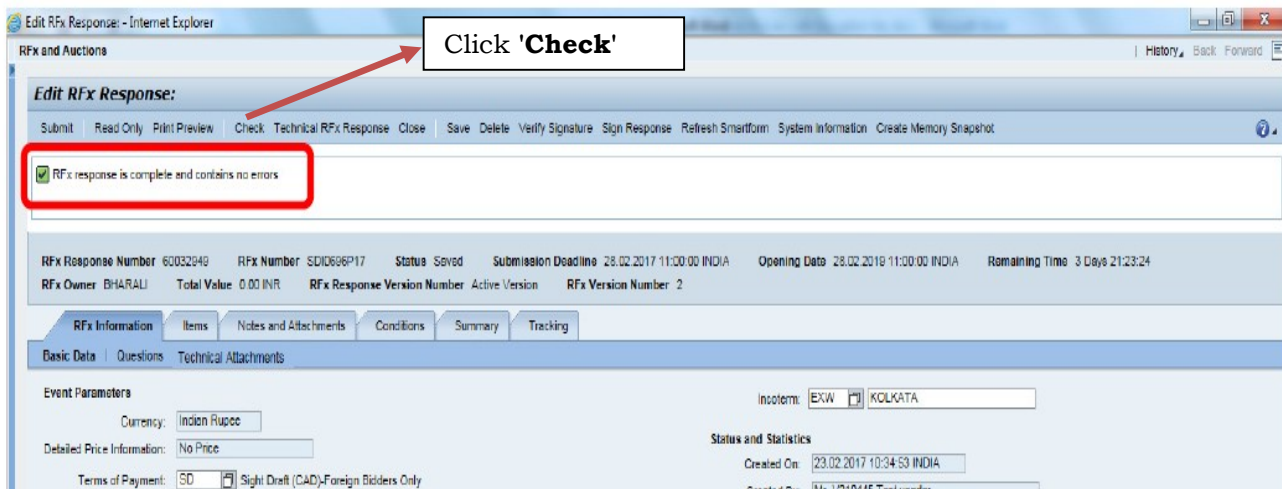 Edit RFx Response: - Internet Explorer
Click 'Check'
RFx and Auctions
History Back Forward
Edit RFx Response:
Submit Read Only Print Preview Check Technical RFx Response Close Save Delete Verify Signature Sign Response Refresh Smartform System Information Create Memory Snapshot
RFx response is complete and contains no errors
RFx Response Number 60032949 RFx Number SDI0696P17 Status Saved Submission Deadline 28.02.2017 11:00:00 INDIA Opening Date 28.02.2019 11:00:00 INDIA Remaining Time 3 Days 21:23:24
RFx Owner BHARALI Total Value 0.00 INR RFx Response Version Number Active Version RFx Version Number 2
RFx Information Items Notes and Attachments Conditions Summary Tracking
Basic Data Questions Technical Attachments
Event Parameters
Incoterm: EXW KOLKATA
Currency: Indian Rupee
Status and Statistics
Detailed Price Information: No Price
Created On: 23.02.2017 10:34:53 INDIA
Terms of Payment: SD Sight Draft (CAD)-Foreign Bidders Only